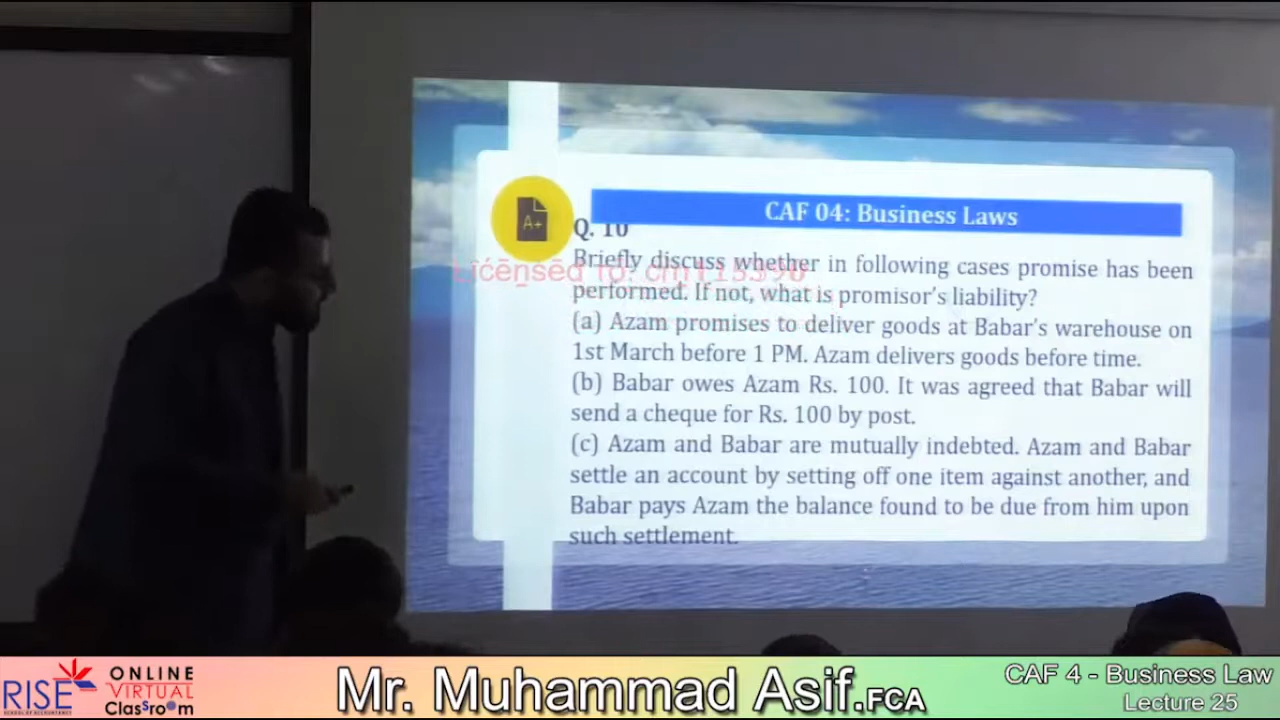 CAF 04: Business Laws
A+
Q. 10
Briefly discuss whether in following cases promise has been
performed. If not, what is promisor's liability?
(a) Azam promises to deliver goods at Babar's warehouse on
1st March before 1 PM. Azam delivers goods before time.
(b) Babar owes Azam Rs. 100. It was agreed that Babar will
send a cheque for Rs. 100 by post.
(c) Azam and Babar are mutually indebted. Azam and Babar
settle an account by setting off one item against another, and
Babar pays Azam the balance found to be due from him upon
such settlement.
RISE
SCHOOL OF ACCOUNTANCY
ONLINE
VIRTUAL
ClasSroom
Mr. Muhammad Asif.FCA
CAF 4 - Business Law
Lecture 25